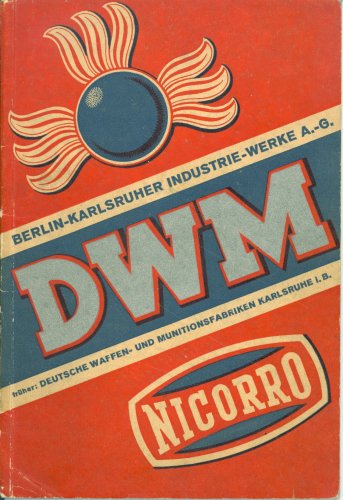 BERLIN-KARLSRUHER INDUSTRIE-WERKE A.-G.
DWM
früher: DEUTSCHE WAFFEN- UND MUNITIONSFABRIKEN KARLSRUHE I. B.
NICORRO